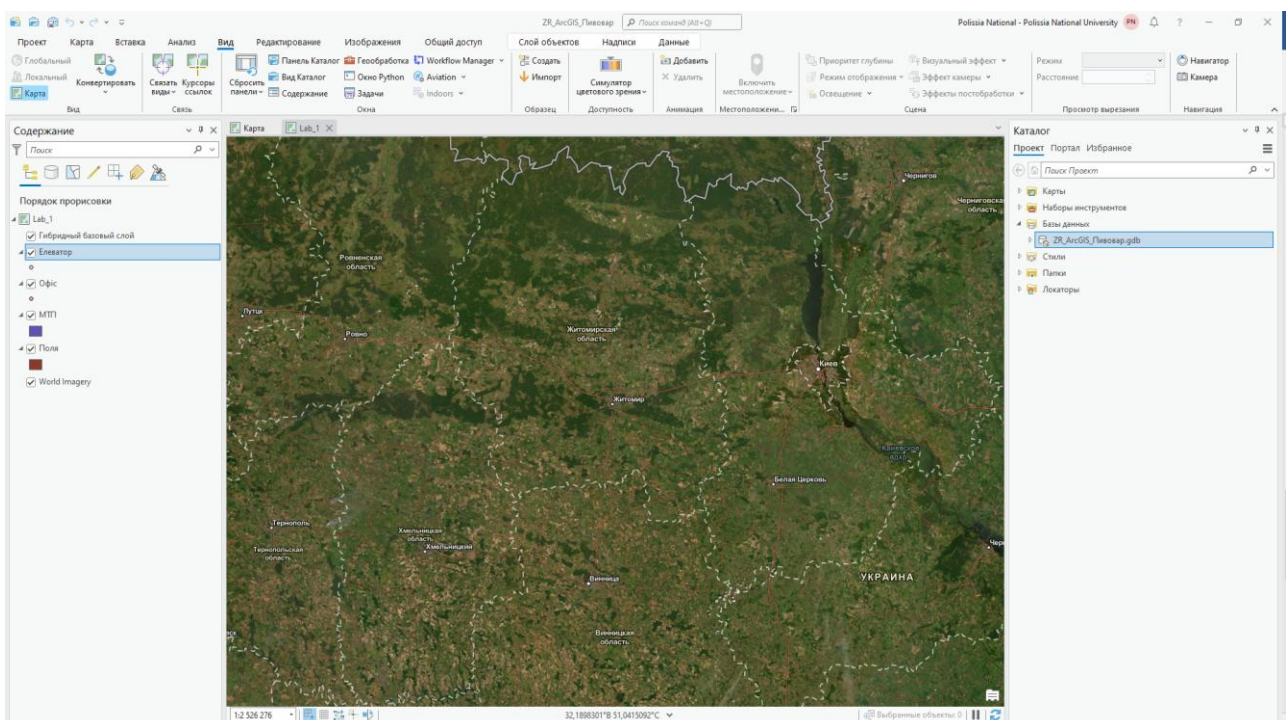 ZR_ArcGIS_Пивовар
Поиск команд (Alt+Q)
Polissia National - Polissia National University PN
Проект Карта Вставка Анализ Вид Редактирование Изображения Общий доступ Слой объектов Надписи Данные
Глобальный
Локальный
Карта
Конвертировать
Вид
Связать виды
Курсоры ссылок
Связь
Сбросить панели
Панель Каталог Геообработка Workflow Manager
Вид Каталог Окно Python Aviation
Содержание Задачи Indoors
Окна
Создать
Импорт
Образец
Симулятор цветового зрения
Доступность
Добавить
Удалить
Анимация
Включить местоположение
Местоположени...
Приоритет глубины Визуальный эффект
Режим отображения Эффект камеры
Освещение Эффекты постобработки
Сцена
Режим
Расстояние
Просмотр вырезания
Навигатор
Камера
Навигация
Содержание
Поиск
Порядок прорисовки
Lab_1
Гибридный базовый слой
Елеватор
Офіс
МТП
Поля
World Imagery
Карта Lab_1
Чернигов
Черниговска
область
Ровненская
область
Луцк
Ровно
Житомирская
область
Киев
Житомир
Каневское
вдхр.
Белая Церковь
Тернополь
Тернопольская
область
Хмельницкая
область
Хмельницкий
Чер
Винница
УКРАИНА
Винницкая
область
ск
1:2 526 276
32,1898301°В 51,0415092°С
Выбранные объекты: 0
Каталог
Проект Портал Избранное
Поиск Проект
Карты
Наборы инструментов
Базы данных
ZR_ArcGIS_Пивовар.gdb
Стили
Папки
Локаторы